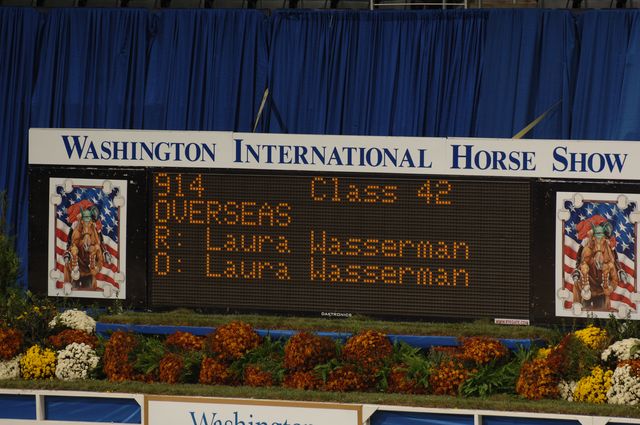 WASHINGTON INTERNATIONAL HORSE SHOW
914 Class 42
OVERSEAS
R: Laura Wasserman
O: Laura Wasserman
DAKTRONICS
Washington